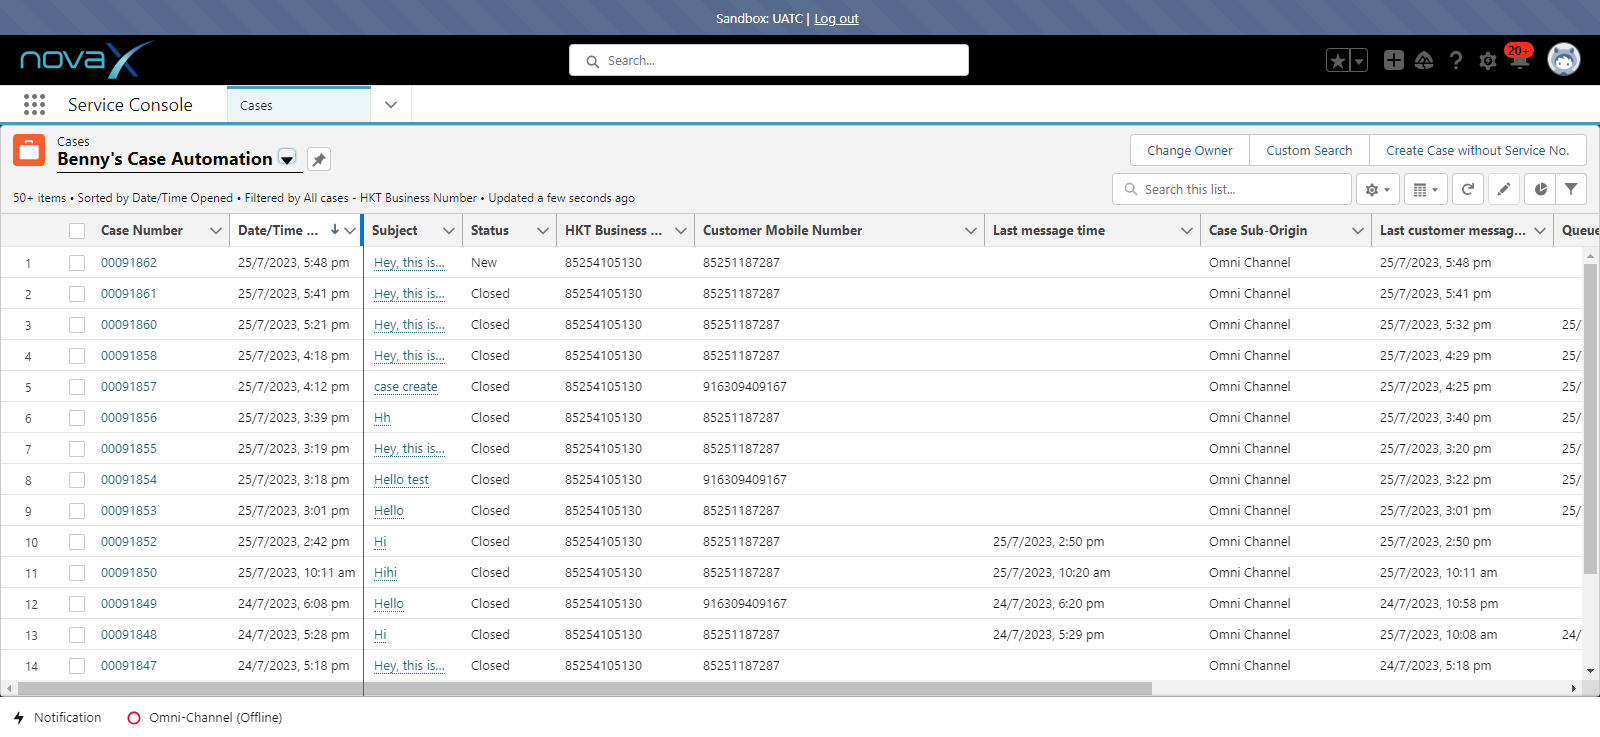 Sandbox: UATC | Log out
novaX
Search...
20+
Service Console
Cases
Cases
Benny's Case Automation
Change Owner
Custom Search
Create Case without Service No.
50+ items • Sorted by Date/Time Opened • Filtered by All cases - HKT Business Number • Updated a few seconds ago
Search this list...
Case Number Date/Time ... Subject Status HKT Business ... Customer Mobile Number Last message time Case Sub-Origin Last customer messag... Queue
1 00091862 25/7/2023, 5:48 pm Hey, this is... New 85254105130 85251187287 Omni Channel 25/7/2023, 5:48 pm
2 00091861 25/7/2023, 5:41 pm Hey, this is... Closed 85254105130 85251187287 Omni Channel 25/7/2023, 5:41 pm
3 00091860 25/7/2023, 5:21 pm Hey, this is... Closed 85254105130 85251187287 Omni Channel 25/7/2023, 5:32 pm 25/
4 00091858 25/7/2023, 4:18 pm Hey, this is... Closed 85254105130 85251187287 Omni Channel 25/7/2023, 4:29 pm 25/
5 00091857 25/7/2023, 4:12 pm case create Closed 85254105130 916309409167 Omni Channel 25/7/2023, 4:25 pm 25/
6 00091856 25/7/2023, 3:39 pm Hh Closed 85254105130 85251187287 Omni Channel 25/7/2023, 3:40 pm 25/
7 00091855 25/7/2023, 3:19 pm Hey, this is... Closed 85254105130 85251187287 Omni Channel 25/7/2023, 3:20 pm 25/
8 00091854 25/7/2023, 3:18 pm Hello test Closed 85254105130 916309409167 Omni Channel 25/7/2023, 3:22 pm 25/
9 00091853 25/7/2023, 3:01 pm Hello Closed 85254105130 85251187287 Omni Channel 25/7/2023, 3:01 pm 25/
10 00091852 25/7/2023, 2:42 pm Hi Closed 85254105130 85251187287 25/7/2023, 2:50 pm Omni Channel 25/7/2023, 2:50 pm
11 00091850 25/7/2023, 10:11 am Hihi Closed 85254105130 85251187287 25/7/2023, 10:20 am Omni Channel 25/7/2023, 10:11 am
12 00091849 24/7/2023, 6:08 pm Hello Closed 85254105130 916309409167 24/7/2023, 6:20 pm Omni Channel 24/7/2023, 10:58 pm
13 00091848 24/7/2023, 5:28 pm Hi Closed 85254105130 85251187287 24/7/2023, 5:29 pm Omni Channel 25/7/2023, 10:08 am 24/
14 00091847 24/7/2023, 5:18 pm Hey, this is... Closed 85254105130 85251187287 Omni Channel 24/7/2023, 5:18 pm
Notification
Omni-Channel (Offline)